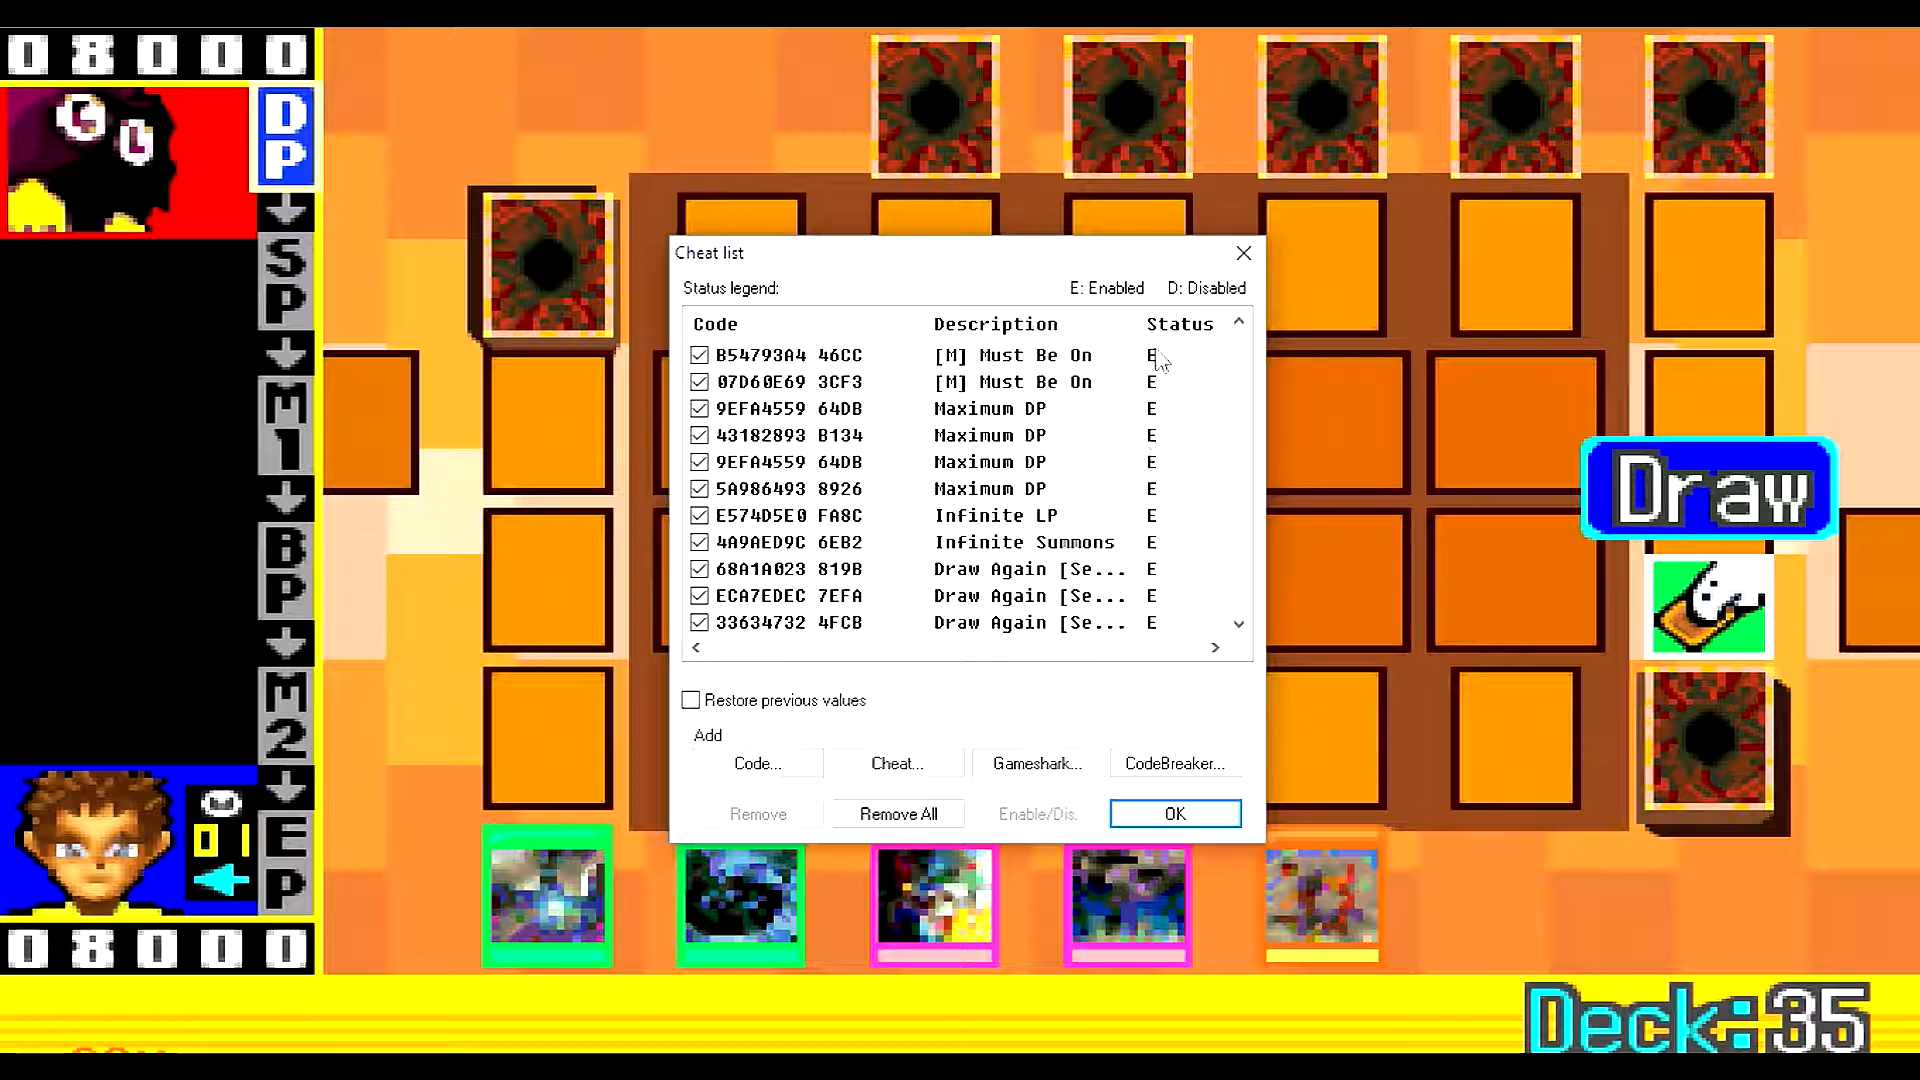 08000
DP
SP
M1
BP
M2
EP
Cheat list
Status legend: E: Enabled D: Disabled
Code Description Status
B54793A4 46CC [M] Must Be On E
07D60E69 3CF3 [M] Must Be On E
9EFA4559 64DB Maximum DP E
43182893 B134 Maximum DP E
9EFA4559 64DB Maximum DP E
5A986493 8926 Maximum DP E
E574D5E0 FA8C Infinite LP E
4A9AED9C 6EB2 Infinite Summons E
68A1A023 819B Draw Again [Se... E
ECA7EDEC 7EFA Draw Again [Se... E
33634732 4FCB Draw Again [Se... E
Restore previous values
Add
Code... Cheat... Gameshark... CodeBreaker...
Remove Remove All Enable/Dis. OK
Draw
01
08000
Deck:35